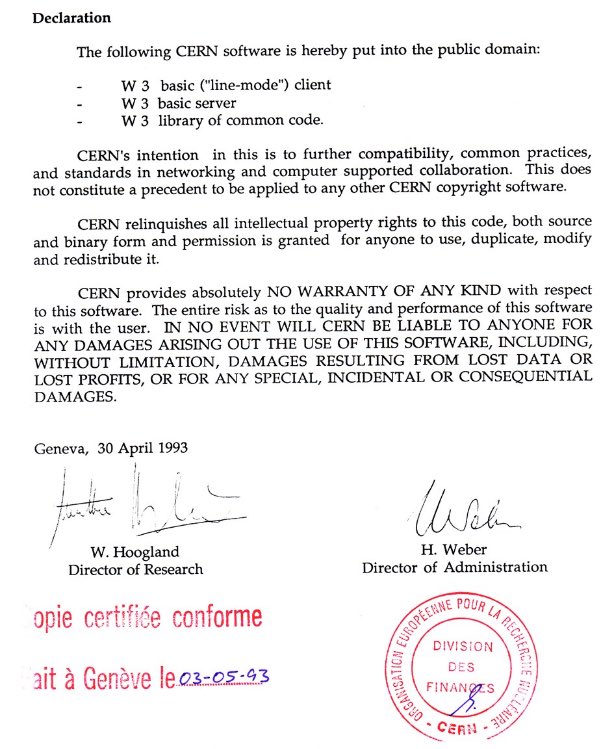 Declaration
The following CERN software is hereby put into the public domain:
- W 3 basic ("line-mode") client
- W 3 basic server
- W 3 library of common code.
CERN's intention in this is to further compatibility, common practices,
and standards in networking and computer supported collaboration. This does
not constitute a precedent to be applied to any other CERN copyright software.
CERN relinquishes all intellectual property rights to this code, both source
and binary form and permission is granted for anyone to use, duplicate, modify
and redistribute it.
CERN provides absolutely NO WARRANTY OF ANY KIND with respect
to this software. The entire risk as to the quality and performance of this software
is with the user. IN NO EVENT WILL CERN BE LIABLE TO ANYONE FOR
ANY DAMAGES ARISING OUT THE USE OF THIS SOFTWARE, INCLUDING,
WITHOUT LIMITATION, DAMAGES RESULTING FROM LOST DATA OR
LOST PROFITS, OR FOR ANY SPECIAL, INCIDENTAL OR CONSEQUENTIAL
DAMAGES.
Geneva, 30 April 1993
W. Hoogland
Director of Research
H. Weber
Director of Administration
opie certifiée conforme
ait à Genève le 03-05-93
ORGANISATION EUROPÉENNE POUR LA RECHERCHE NUCLÉAIRE
DIVISION
DES
FINANCES
- CERN -